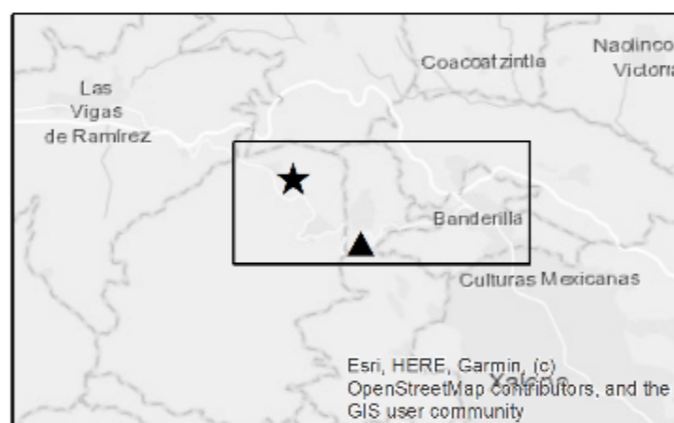 Naolinco
Victoria
Coacoatzintla
Las
Vigas
de Ramírez
Banderilla
Culturas Mexicanas
Esri, HERE, Garmin, (c)
OpenStreetMap contributors, and the
GIS user community